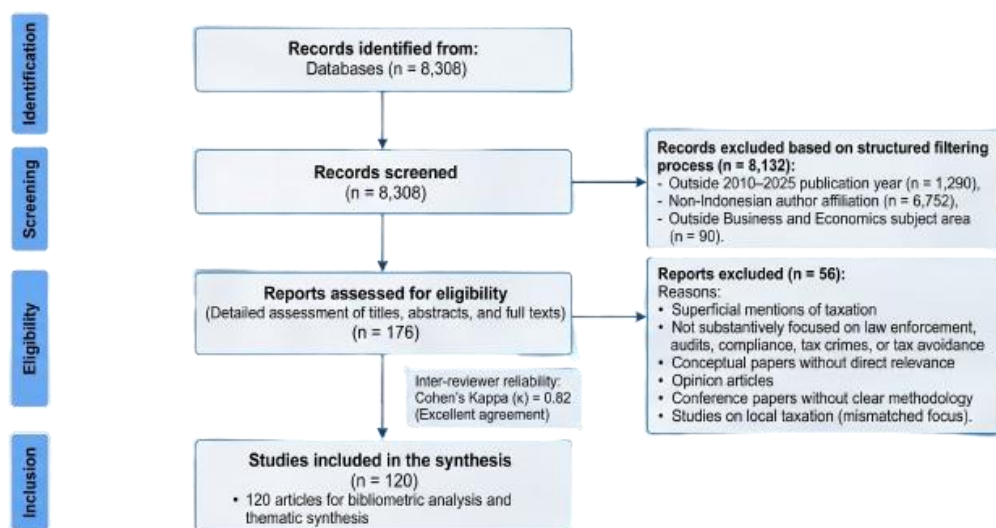 Identification
Records identified from:
Databases (n = 8,308)
Screening
Records screened
(n = 8,308)
Records excluded based on structured filtering
process (n = 8,132):
- Outside 2010–2025 publication year (n = 1,290),
- Non-Indonesian author affiliation (n = 6,752),
- Outside Business and Economics subject area
(n = 90).
Eligibility
Reports assessed for eligibility
(Detailed assessment of titles, abstracts, and full texts)
(n = 176)
Reports excluded (n = 56):
Reasons:
• Superficial mentions of taxation
• Not substantively focused on law enforcement,
audits, compliance, tax crimes, or tax avoidance
• Conceptual papers without direct relevance
• Opinion articles
• Conference papers without clear methodology
• Studies on local taxation (mismatched focus).
Inter-reviewer reliability:
Cohen's Kappa (κ) = 0.82
(Excellent agreement)
Inclusion
Studies included in the synthesis
(n = 120)
• 120 articles for bibliometric analysis and
thematic synthesis